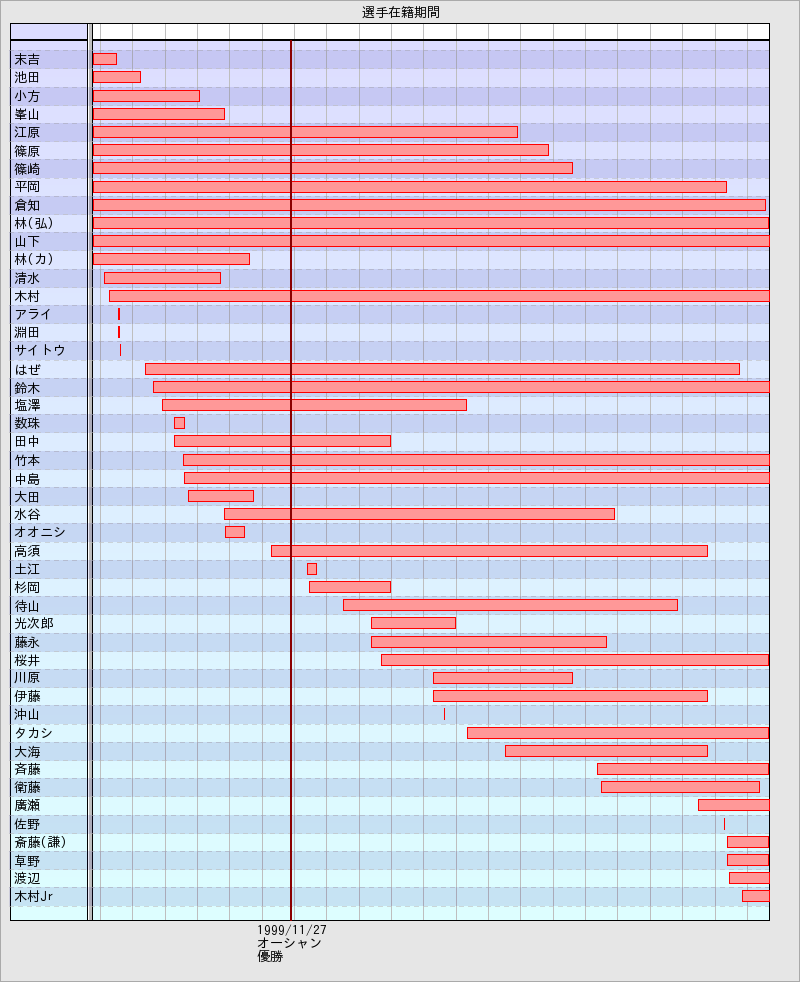 選手在籍期間
末吉
池田
小方
峯山
江原
篠原
篠崎
平岡
倉知
林(弘)
山下
林(カ)
清水
木村
アライ
淵田
サイトウ
はぜ
鈴木
塩澤
数珠
田中
竹本
中島
大田
水谷
オオニシ
高須
土江
杉岡
待山
光次郎
藤永
桜井
川原
伊藤
沖山
タカシ
大海
斉藤
衛藤
廣瀬
佐野
斎藤(謙)
草野
渡辺
木村Jr
1999/11/27
オーシャン
優勝